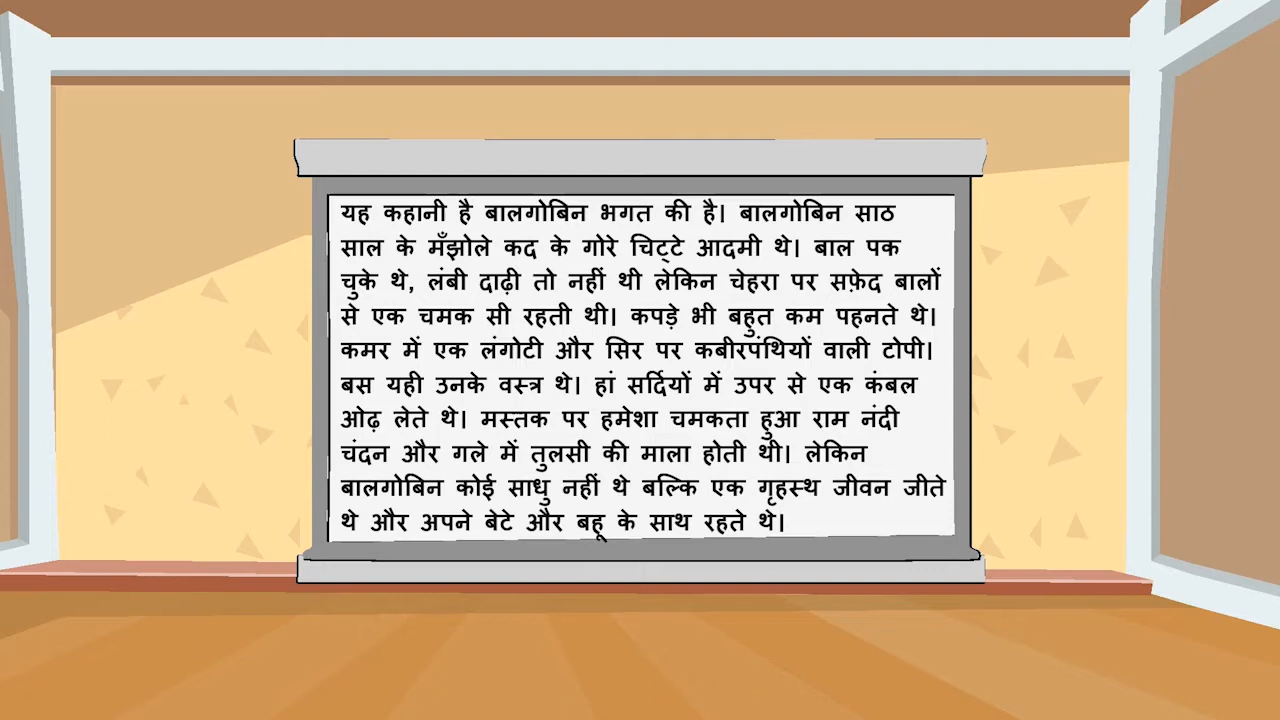 यह कहानी है बालगोबिन भगत की है। बालगोबिन साठ
साल के मँझोले कद के गोरे चिट्टे आदमी थे। बाल पक
चुके थे, लंबी दाढ़ी तो नहीं थी लेकिन चेहरा पर सफ़ेद बालों
से एक चमक सी रहती थी। कपड़े भी बहुत कम पहनते थे।
कमर में एक लंगोटी और सिर पर कबीरपंथियों वाली टोपी।
बस यही उनके वस्त्र थे। हां सर्दियों में उपर से एक कंबल
ओढ़ लेते थे। मस्तक पर हमेशा चमकता हुआ राम नंदी
चंदन और गले में तुलसी की माला होती थी। लेकिन
बालगोबिन कोई साधु नहीं थे बल्कि एक गृहस्थ जीवन जीते
थे और अपने बेटे और बहू के साथ रहते थे।